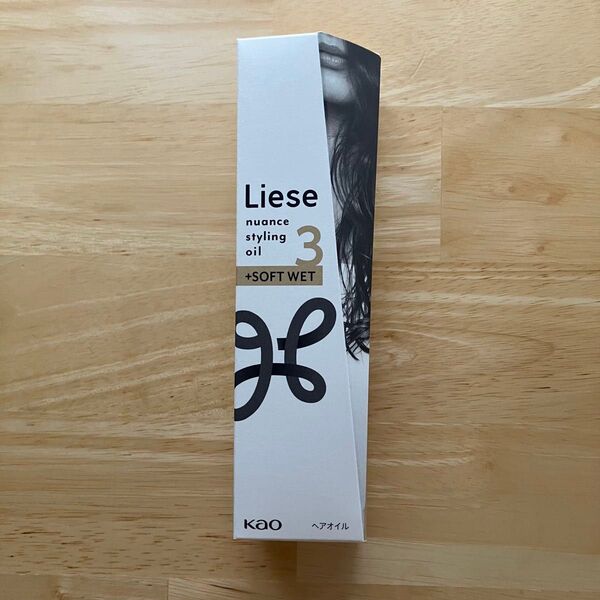 Liese
nuance
styling
oil
3
+SOFT WET
Kao
ヘアオイル